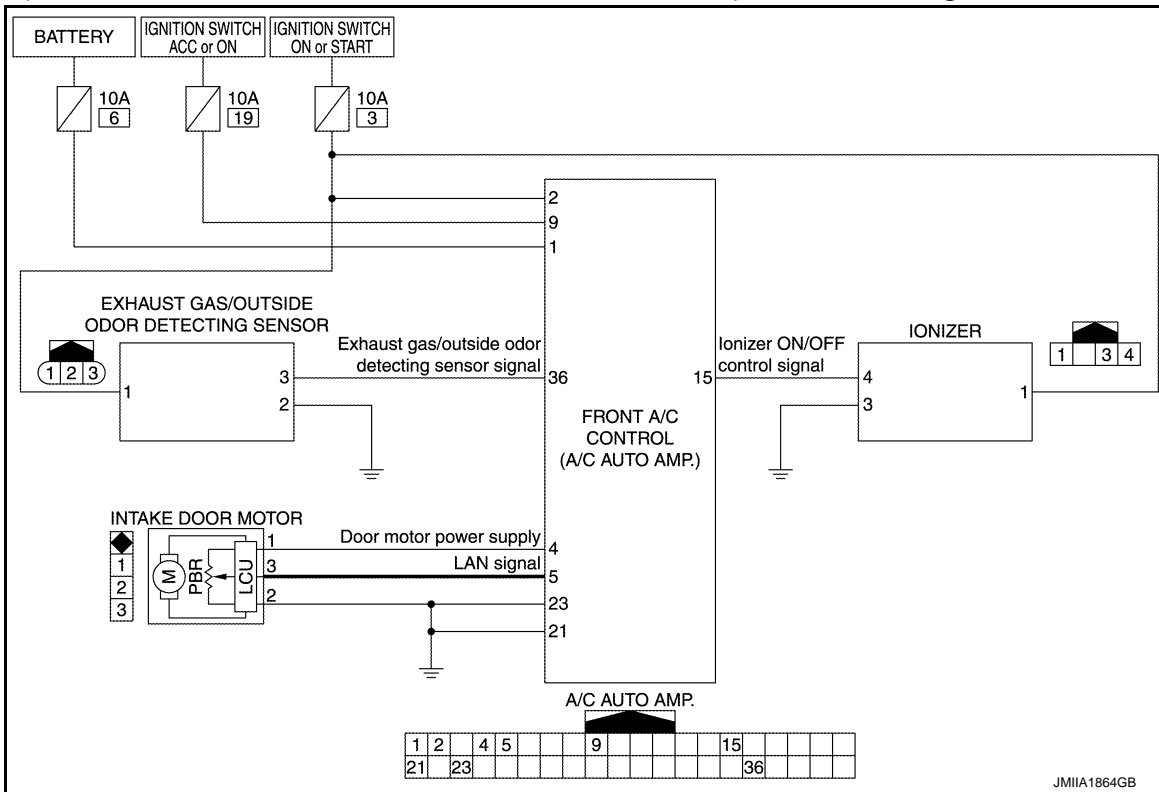 BATTERY
IGNITION SWITCH
ACC or ON
IGNITION SWITCH
ON or START
10A
6
10A
19
10A
3
2
9
1
EXHAUST GAS/OUTSIDE
ODOR DETECTING SENSOR
1 2 3
1
3
2
Exhaust gas/outside odor
detecting sensor signal
36
FRONT A/C
CONTROL
(A/C AUTO AMP.)
15
Ionizer ON/OFF
control signal
IONIZER
4
3
1
1 3 4
INTAKE DOOR MOTOR
1
2
3
M
PBR
LCU
1
3
2
Door motor power supply
LAN signal
4
5
23
21
A/C AUTO AMP.
1 2 4 5 9 15
21 23 36
JMIIA1864GB